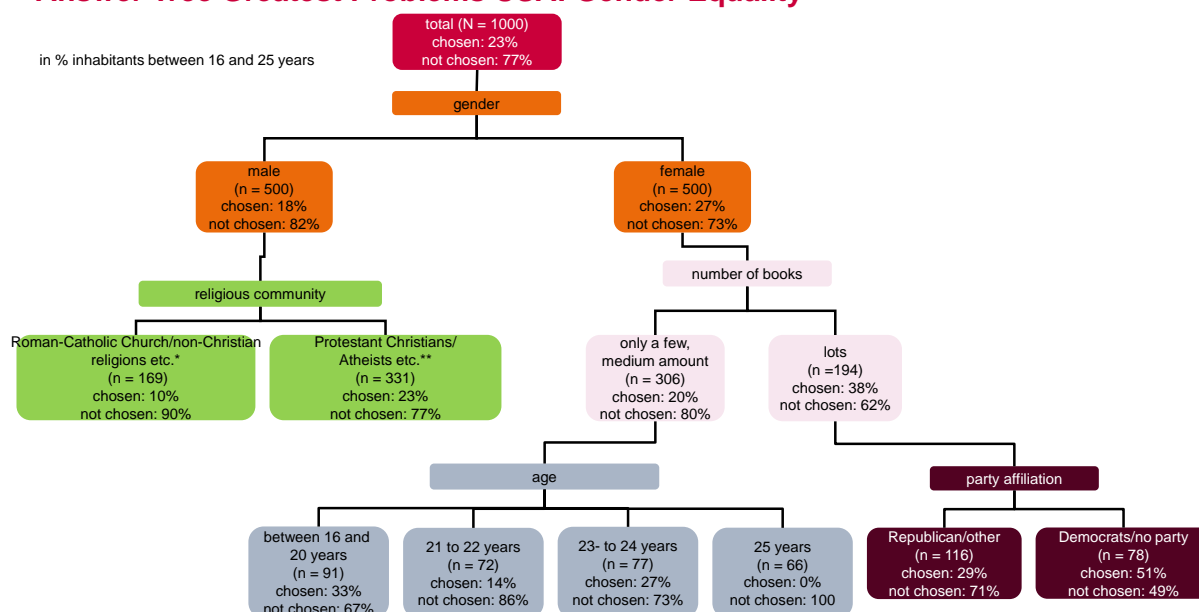 total (N = 1000)
chosen: 23%
not chosen: 77%
in % inhabitants between 16 and 25 years
gender
male
(n = 500)
chosen: 18%
not chosen: 82%
female
(n = 500)
chosen: 27%
not chosen: 73%
number of books
religious community
Roman-Catholic Church/non-Christian
religions etc.*
(n = 169)
chosen: 10%
not chosen: 90%
Protestant Christians/
Atheists etc.**
(n = 331)
chosen: 23%
not chosen: 77%
only a few,
medium amount
(n = 306)
chosen: 20%
not chosen: 80%
lots
(n =194)
chosen: 38%
not chosen: 62%
age
party affiliation
between 16 and
20 years
(n = 91)
chosen: 33%
not chosen: 67%
21 to 22 years
(n = 72)
chosen: 14%
not chosen: 86%
23- to 24 years
(n = 77)
chosen: 27%
not chosen: 73%
25 years
(n = 66)
chosen: 0%
not chosen: 100
Republican/other
(n = 116)
chosen: 29%
not chosen: 71%
Democrats/no party
(n = 78)
chosen: 51%
not chosen: 49%